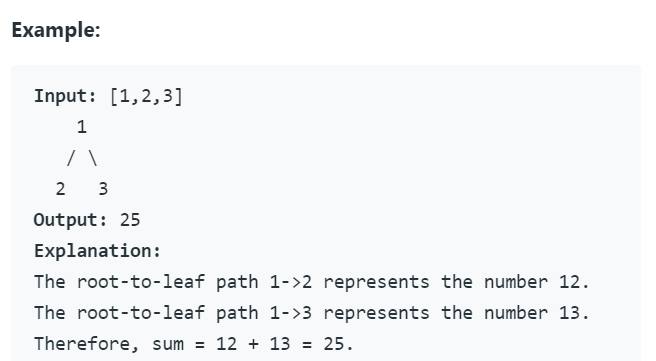 Example:
Input: [1,2,3]
1
/ \
2 3
Output: 25
Explanation:
The root-to-leaf path 1->2 represents the number 12.
The root-to-leaf path 1->3 represents the number 13.
Therefore, sum = 12 + 13 = 25.